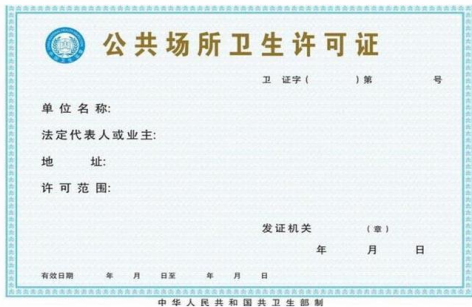 公共场所卫生许可证
卫 证字( )第 号
单位名称:
法定代表人或业主:
地 址:
许可范围:
发证机关 (章)
年 月 日
有效日期 年 月 日至 年 月 日
中华人民共和国共卫生部制